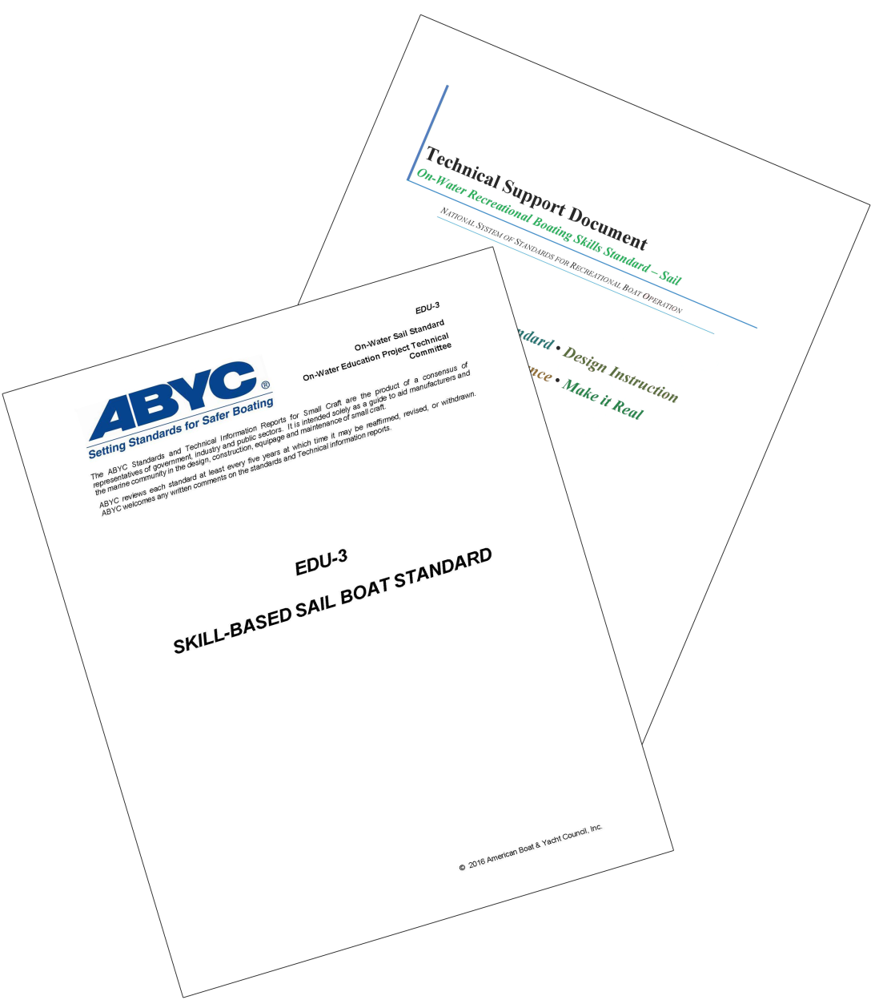 Technical Support Document
On-Water Recreational Boating Skills Standard – Sail
NATIONAL SYSTEM OF STANDARDS FOR RECREATIONAL BOAT OPERATION
• Design Instruction
• Make it Real
EDU-3
On-Water Sail Standard
On-Water Education Project Technical
Committee
ABYC®
Setting Standards for Safer Boating
The ABYC Standards and Technical Information Reports for Small Craft are the product of a consensus of
representatives of government, industry and public sectors. It is intended solely as a guide to aid manufacturers and
the marine community in the design, construction, equipage and maintenance of small craft.
ABYC reviews each standard at least every five years at which time it may be reaffirmed, revised, or withdrawn.
ABYC welcomes any written comments on the standards and Technical information reports.
EDU-3
SKILL-BASED SAIL BOAT STANDARD
© 2016 American Boat & Yacht Council, Inc.